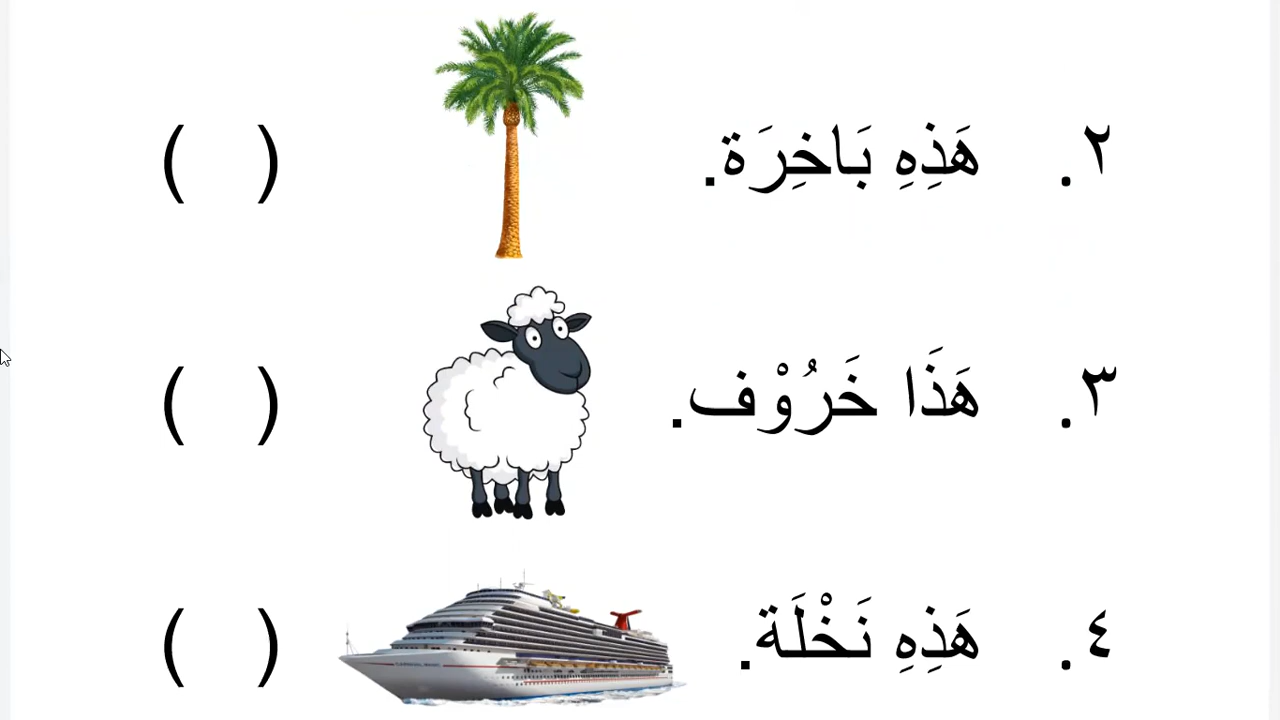 ٢. هَذِهِ بَاخِرَة. ( )
٣. هَذَا خَرُوْف. ( )
٤. هَذِهِ نَخْلَة. ( )